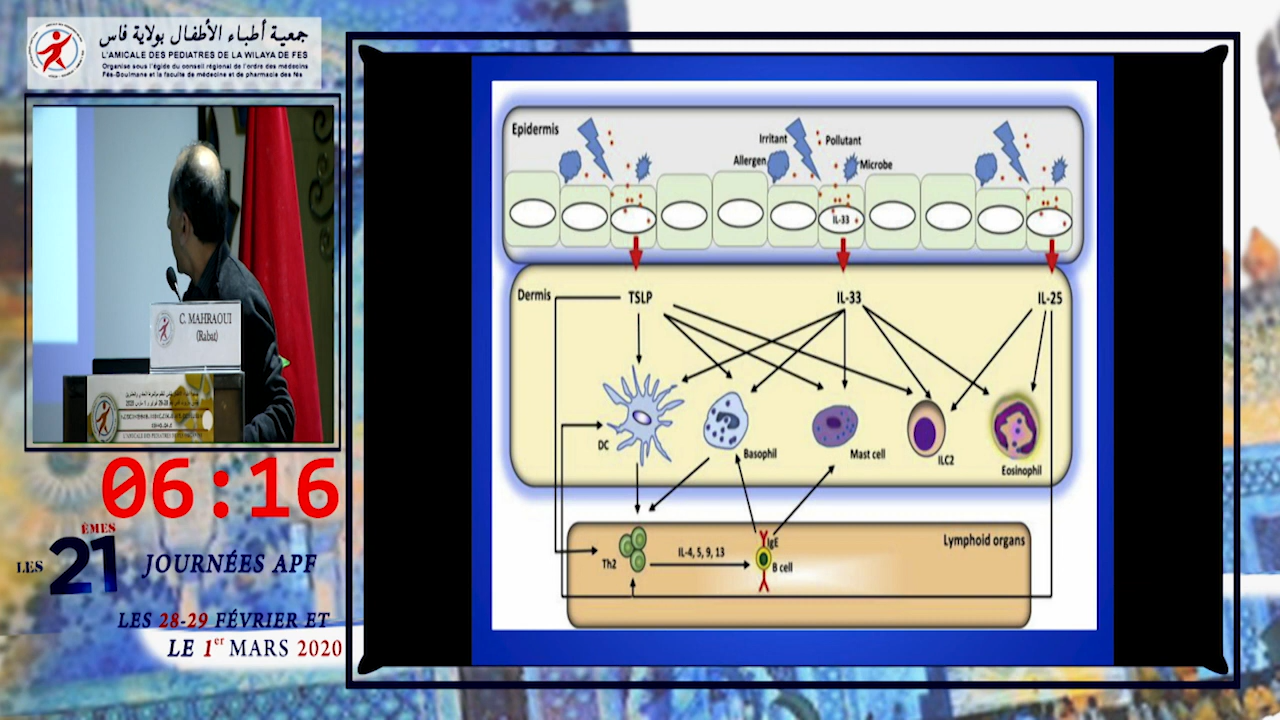 جمعية أطباء الأطفال بولاية فاس
L'AMICALE DES PEDIATRES DE LA WILAYA DE FES
Organise sous l'égide du conseil régional de l'ordre des médecins
Fès-Boulmane et la faculté de médecine et de pharmacie des fès
C. MAHRAOUI
(Rabat)
06:16
LES 21 ÈMES JOURNÉES APF
LES 28-29 FÉVRIER ET
LE 1er MARS 2020
Epidermis
Irritant
Pollutant
Allergen
Microbe
IL-33
Dermis
TSLP
IL-33
IL-25
DC
Basophil
Mast cell
ILC2
Eosinophil
Lymphoid organs
Th2
IL-4, 5, 9, 13
IgE
B cell